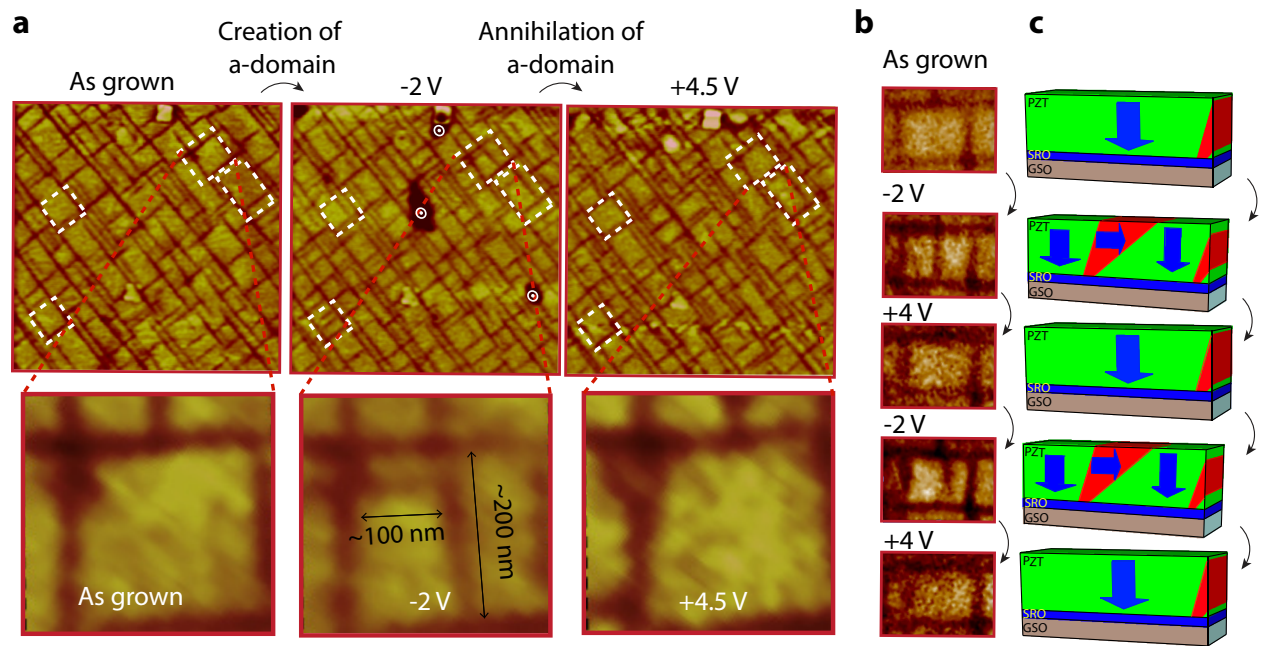 a
Creation of
a-domain
Annihilation of
a-domain
As grown
-2 V
+4.5 V
As grown
~100 nm
~200 nm
-2 V
+4.5 V
b
As grown
-2 V
+4 V
-2 V
+4 V
c
PZT
SRO
GSO
PZT
SRO
GSO
PZT
SRO
GSO
PZT
SRO
GSO
PZT
SRO
GSO